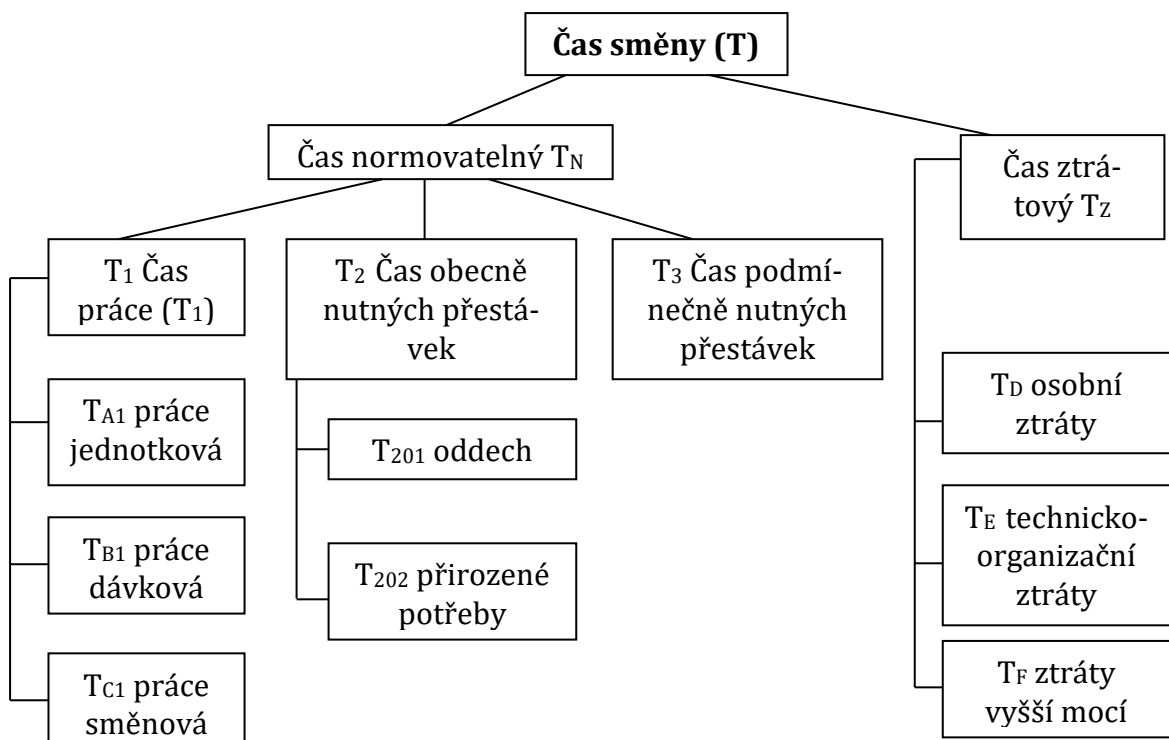 Čas směny (T)
Čas normovatelný TN
Čas ztrá-
tový TZ
T1 Čas
práce (T1)
T2 Čas obecně
nutných přestá-
vek
T3 Čas podmí-
nečně nutných
přestávek
TA1 práce
jednotková
T201 oddech
TD osobní
ztráty
TB1 práce
dávková
T202 přirozené
potřeby
TE technicko-
organizační
ztráty
TC1 práce
směnová
TF ztráty
vyšší mocí